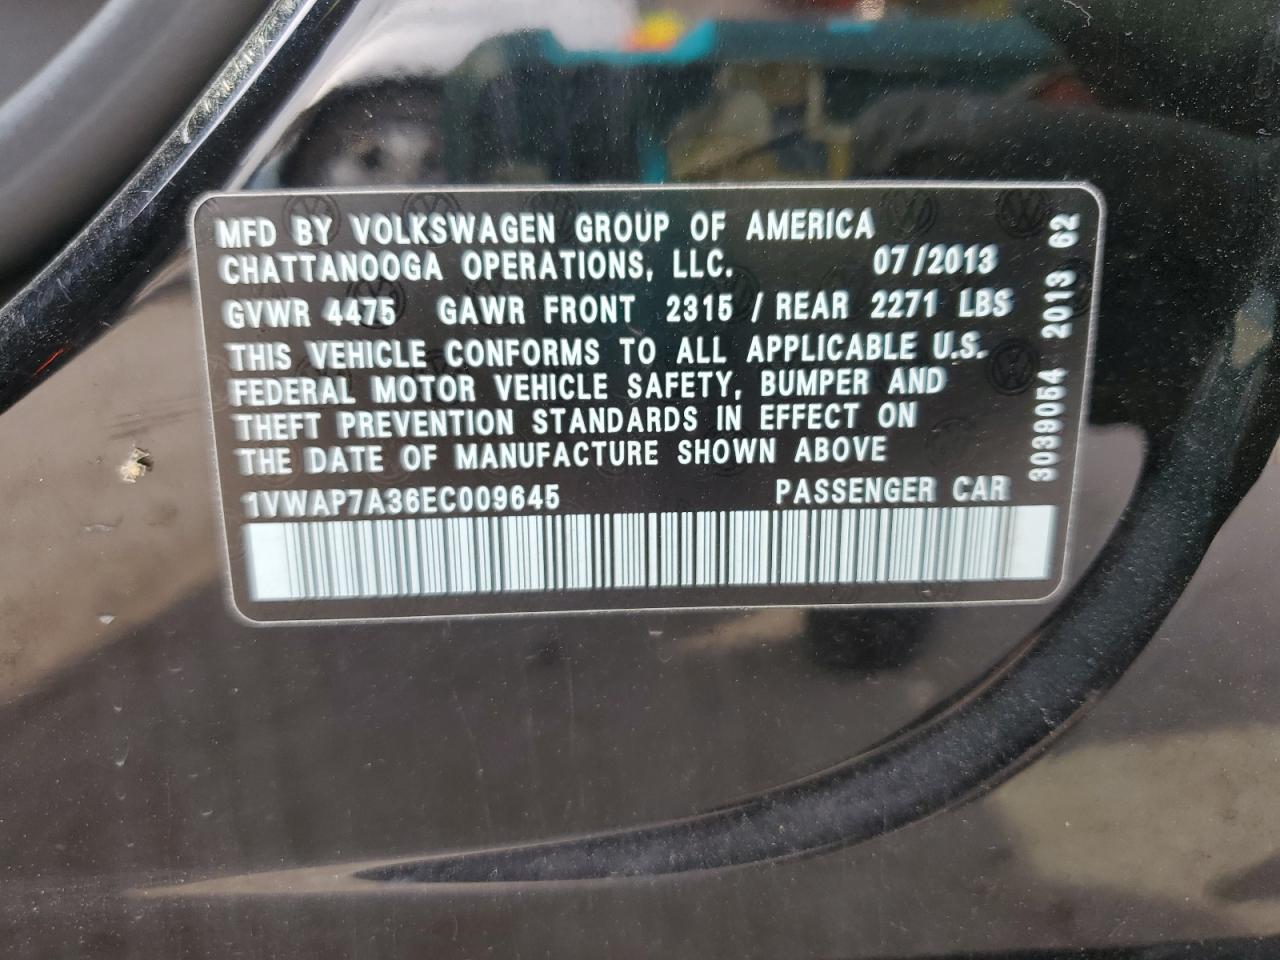 MFD BY VOLKSWAGEN GROUP OF AMERICA
CHATTANOOGA OPERATIONS, LLC. 07/2013
GVWR 4475 GAWR FRONT 2315 / REAR 2271 LBS
THIS VEHICLE CONFORMS TO ALL APPLICABLE U.S.
FEDERAL MOTOR VEHICLE SAFETY, BUMPER AND
THEFT PREVENTION STANDARDS IN EFFECT ON
THE DATE OF MANUFACTURE SHOWN ABOVE
1VWAP7A36EC009645 PASSENGER CAR
3039054 2013 62